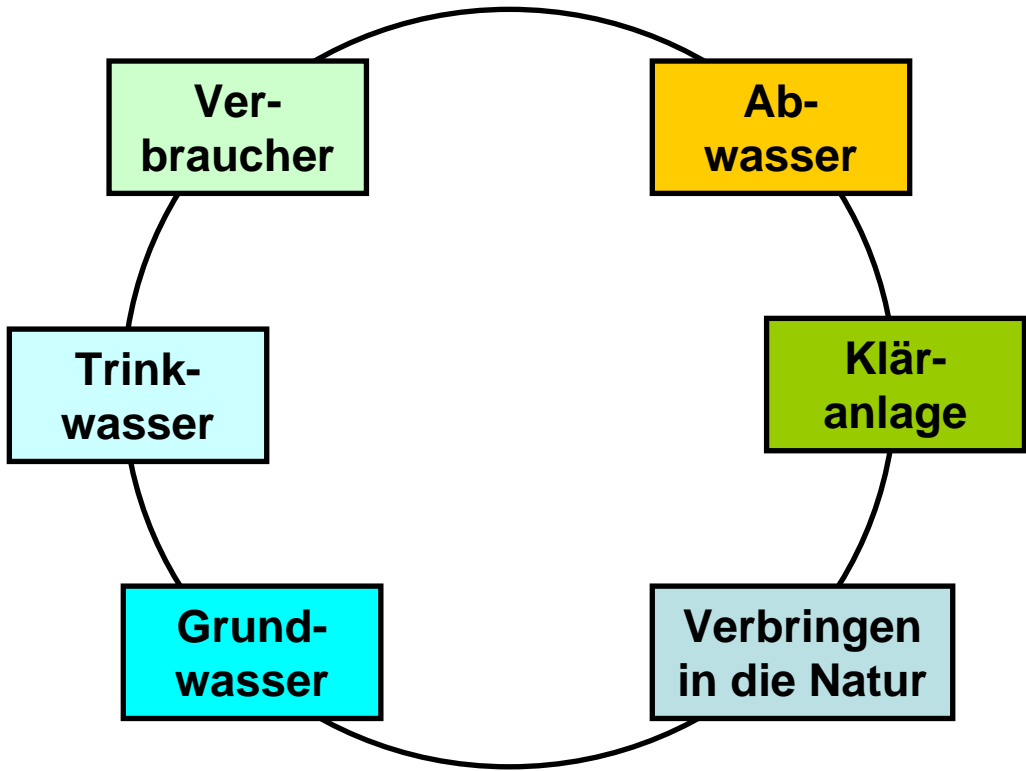 Ver-
braucher
Ab-
wasser
Trink-
wasser
Klär-
anlage
Grund-
wasser
Verbringen
in die Natur